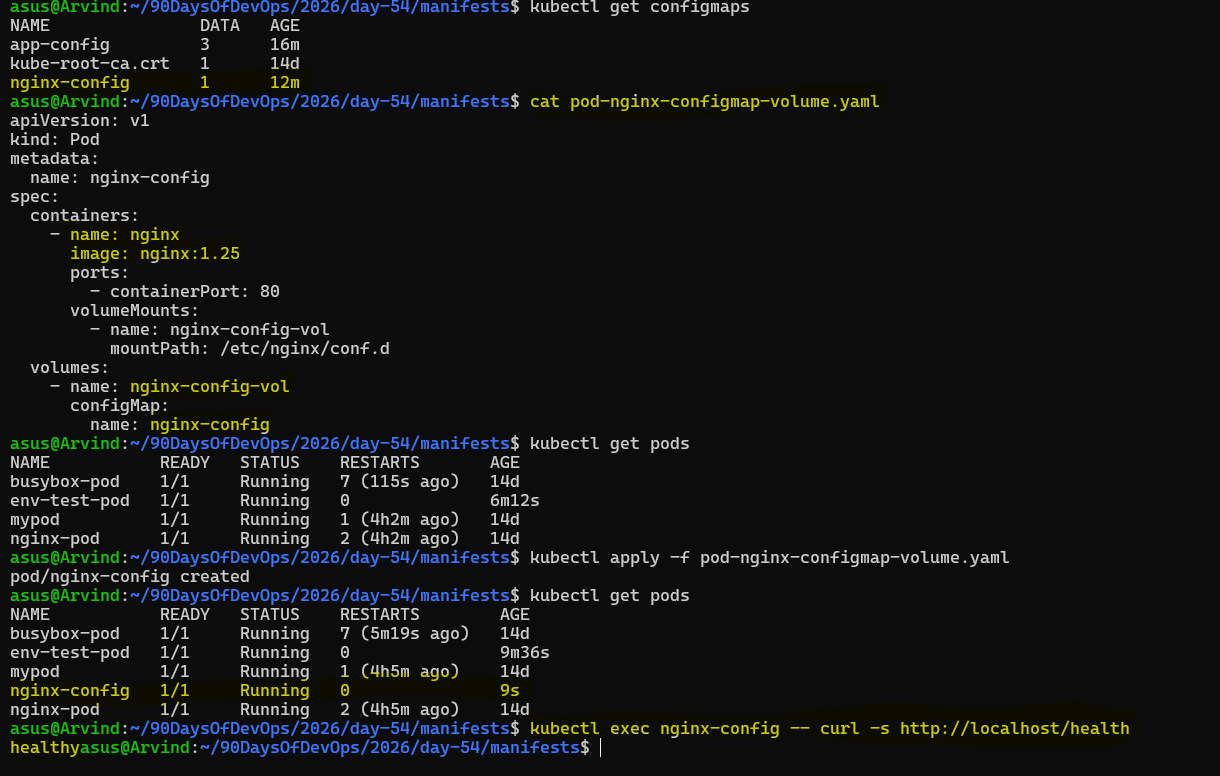 asus@Arvind:~/90DaysOfDevOps/2026/day-54/manifests$ kubectl get configmaps
NAME               DATA   AGE
app-config         3      16m
kube-root-ca.crt   1      14d
nginx-config       1      12m
asus@Arvind:~/90DaysOfDevOps/2026/day-54/manifests$ cat pod-nginx-configmap-volume.yaml
apiVersion: v1
kind: Pod
metadata:
  name: nginx-config
spec:
  containers:
    - name: nginx
      image: nginx:1.25
      ports:
        - containerPort: 80
      volumeMounts:
        - name: nginx-config-vol
          mountPath: /etc/nginx/conf.d
  volumes:
    - name: nginx-config-vol
      configMap:
        name: nginx-config
asus@Arvind:~/90DaysOfDevOps/2026/day-54/manifests$ kubectl get pods
NAME           READY   STATUS    RESTARTS       AGE
busybox-pod    1/1     Running   7 (115s ago)   14d
env-test-pod   1/1     Running   0              6m12s
mypod          1/1     Running   1 (4h2m ago)   14d
nginx-pod      1/1     Running   2 (4h2m ago)   14d
asus@Arvind:~/90DaysOfDevOps/2026/day-54/manifests$ kubectl apply -f pod-nginx-configmap-volume.yaml
pod/nginx-config created
asus@Arvind:~/90DaysOfDevOps/2026/day-54/manifests$ kubectl get pods
NAME           READY   STATUS    RESTARTS        AGE
busybox-pod    1/1     Running   7 (5m19s ago)   14d
env-test-pod   1/1     Running   0               9m36s
mypod          1/1     Running   1 (4h5m ago)    14d
nginx-config   1/1     Running   0               9s
nginx-pod      1/1     Running   2 (4h5m ago)    14d
asus@Arvind:~/90DaysOfDevOps/2026/day-54/manifests$ kubectl exec nginx-config -- curl -s http://localhost/health
healthyasus@Arvind:~/90DaysOfDevOps/2026/day-54/manifests$